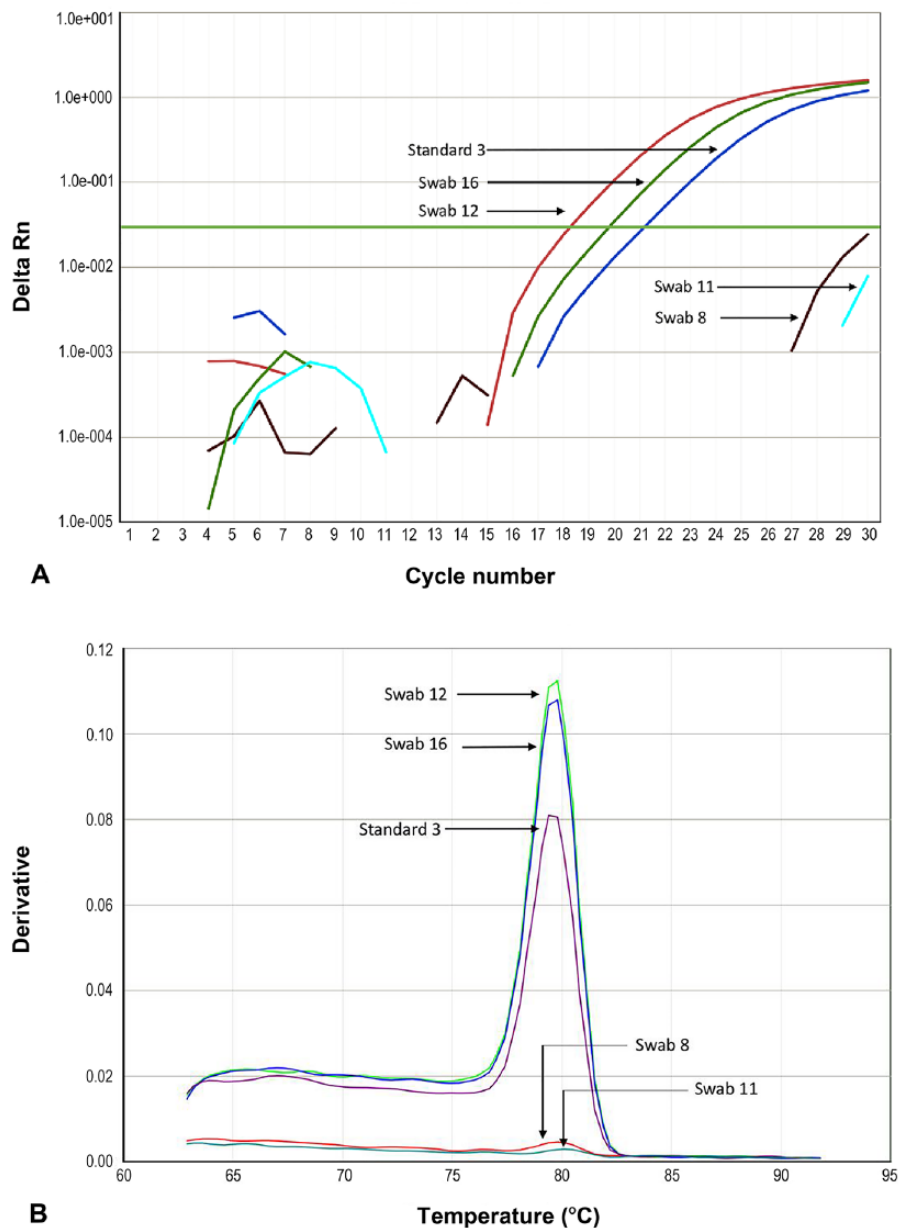 1.0e+001
1.0e+000
1.0e-001
1.0e-002
1.0e-003
1.0e-004
1.0e-005
Delta Rn
Standard 3
Swab 16
Swab 12
Swab 11
Swab 8
1 2 3 4 5 6 7 8 9 10 11 12 13 14 15 16 17 18 19 20 21 22 23 24 25 26 27 28 29 30
A
Cycle number
0.12
0.10
0.08
0.06
0.04
0.02
0.00
Derivative
Swab 12
Swab 16
Standard 3
Swab 8
Swab 11
60 65 70 75 80 85 90 95
B
Temperature (°C)